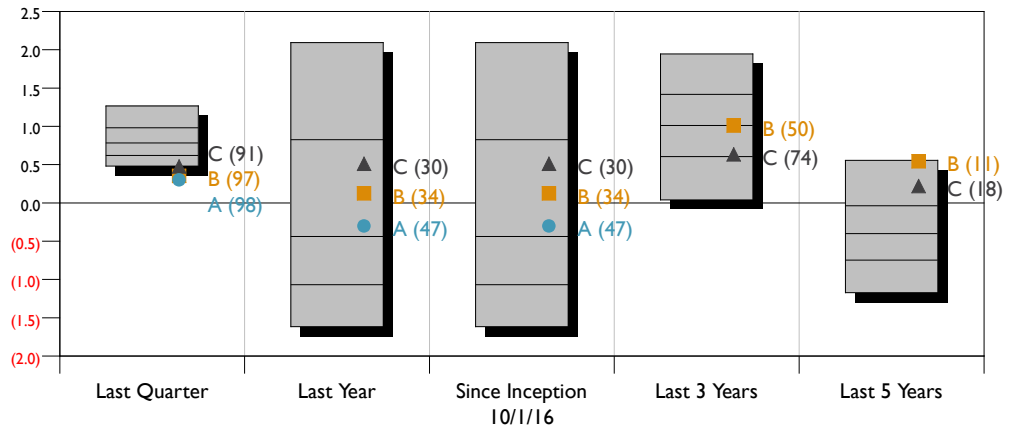 2.5
2.0
1.5
1.0
0.5
0.0
(0.5)
(1.0)
(1.5)
(2.0)
C (91)
B (97)
A (98)
C (30)
B (34)
A (47)
C (30)
B (34)
A (47)
B (50)
C (74)
B (11)
C (18)
Last Quarter
Last Year
Since Inception
10/1/16
Last 3 Years
Last 5 Years